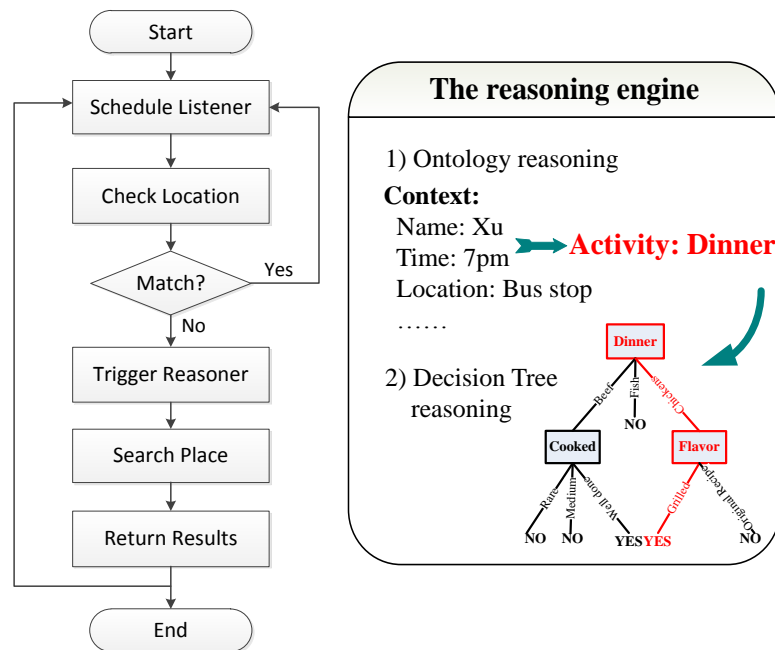 Start
Schedule Listener
Check Location
Match?
Yes
No
Trigger Reasoner
Search Place
Return Results
End
The reasoning engine
1) Ontology reasoning
Context:
Name: Xu
Time: 7pm
Location: Bus stop
……
Activity: Dinner
2) Decision Tree
reasoning
Dinner
Beef
Fish
Chickens
NO
Cooked
Flavor
Rare
Medium
Well done
Grilled
Original Recipe
NO
NO
YES
YES
NO